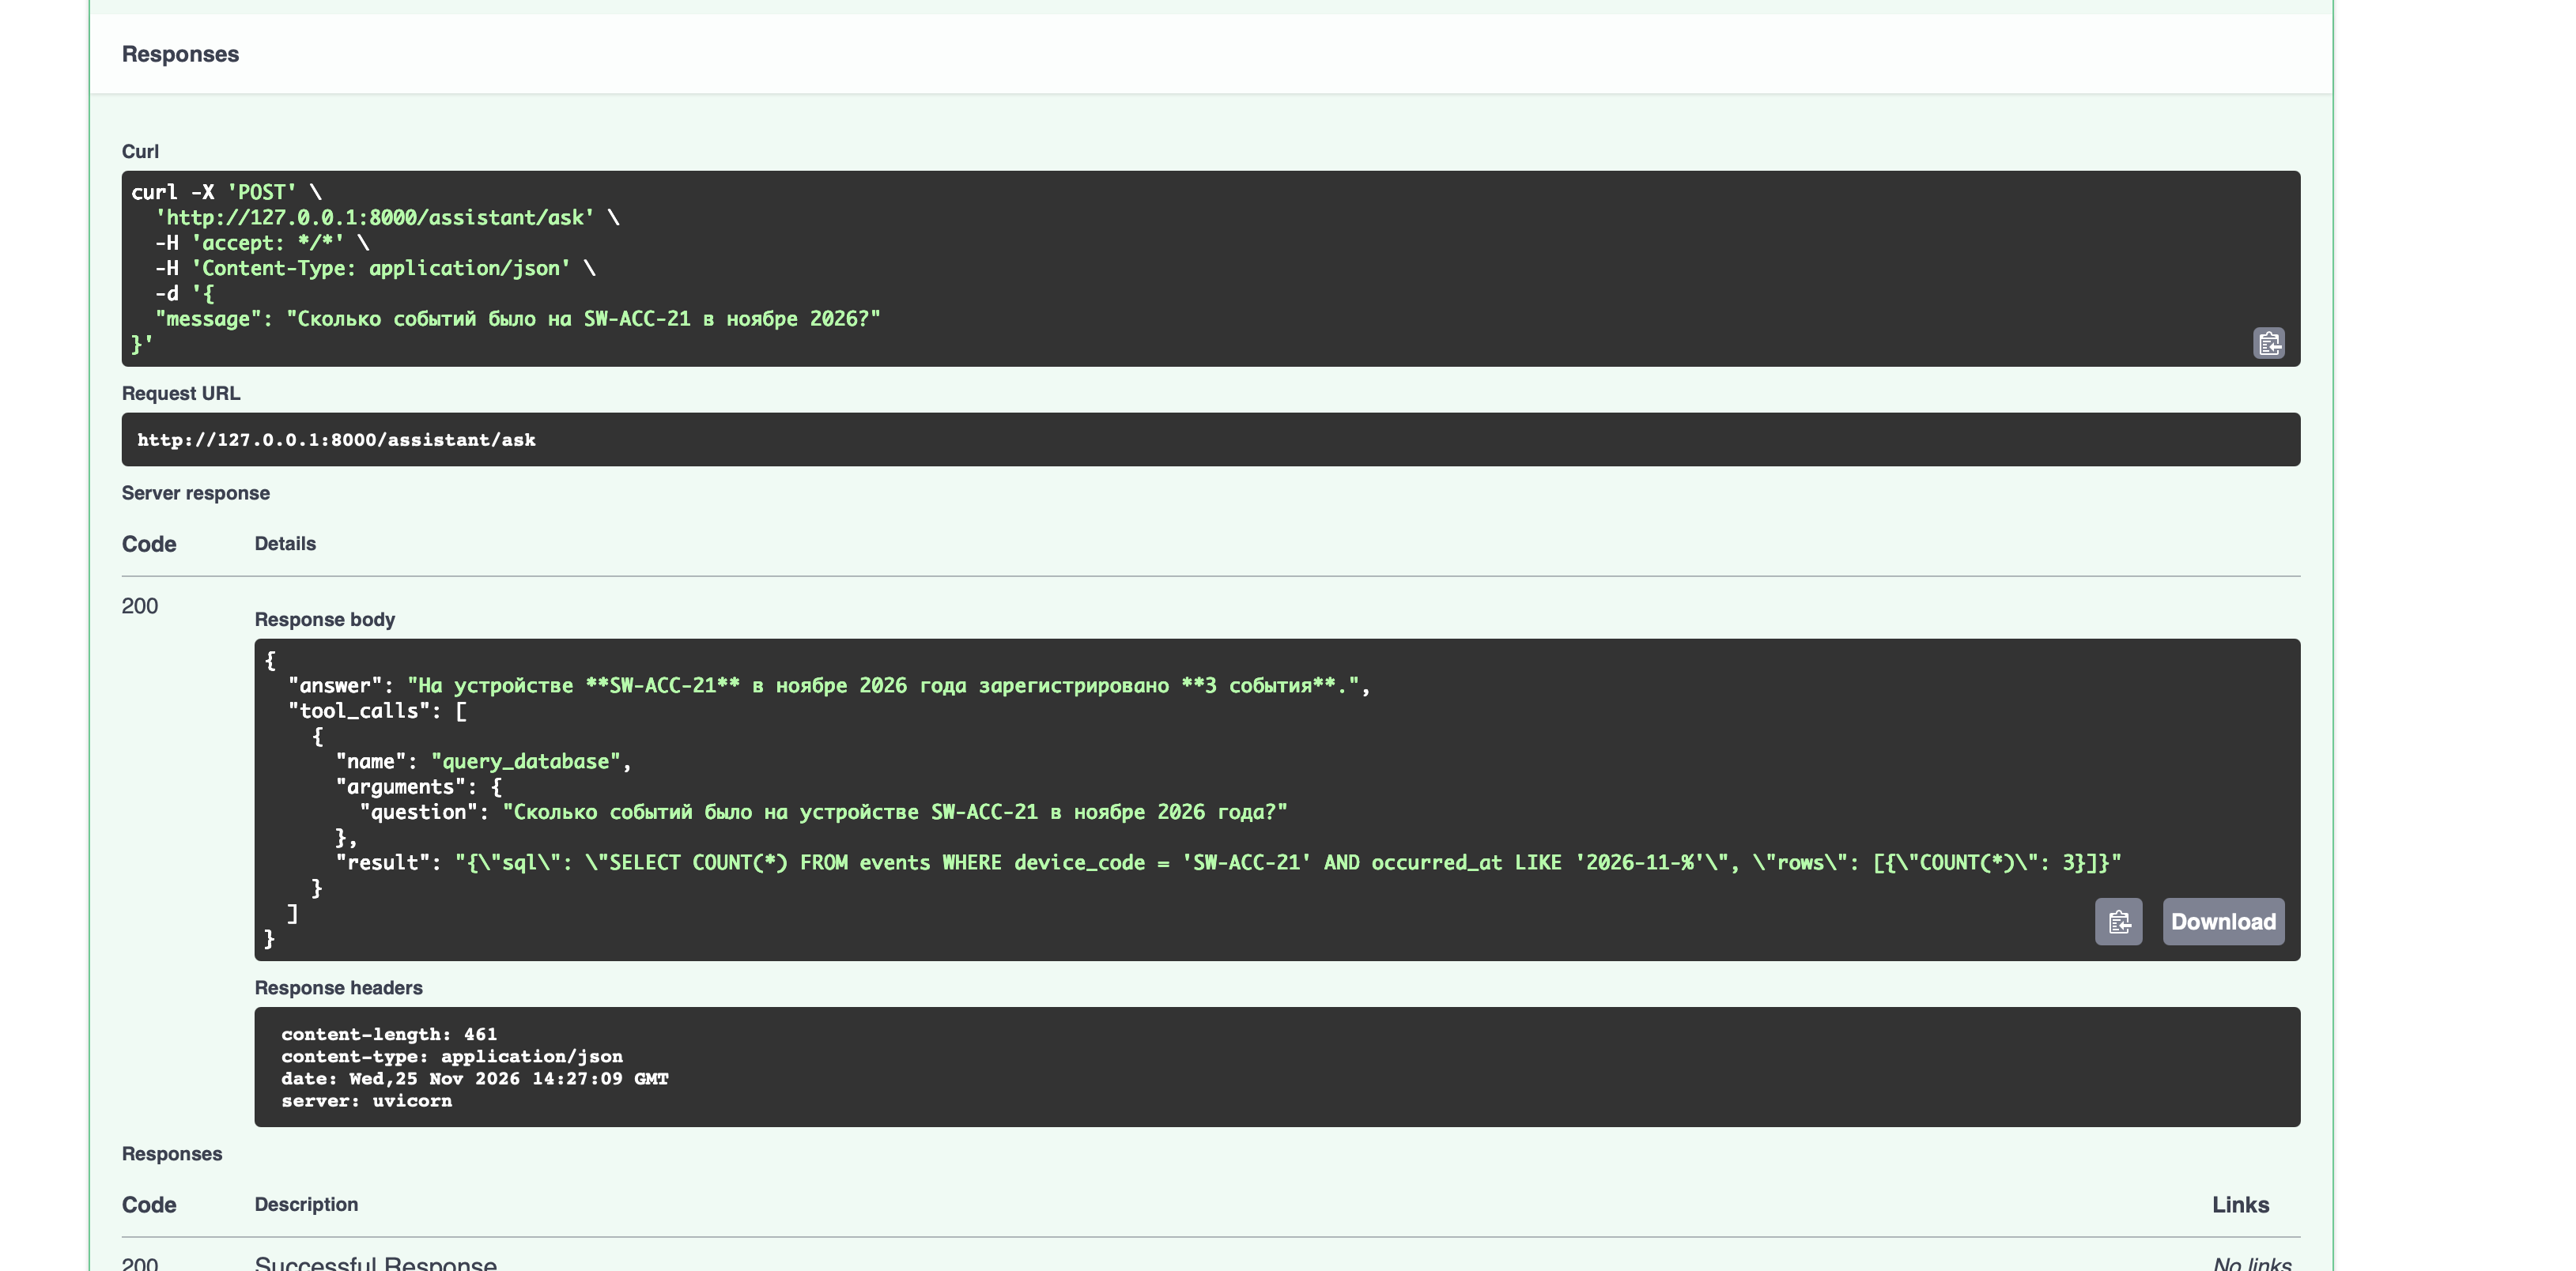 Responses
Curl
curl -X 'POST' \
'http://127.0.0.1:8000/assistant/ask' \
-H 'accept: */*' \
-H 'Content-Type: application/json' \
-d '{
"message": "Сколько событий было на SW-ACC-21 в ноябре 2026?"
}'
Request URL
http://127.0.0.1:8000/assistant/ask
Server response
Code Details
200
Response body
{
"answer": "На устройстве **SW-ACC-21** в ноябре 2026 года зарегистрировано **3 события**.",
"tool_calls": [
{
"name": "query_database",
"arguments": {
"question": "Сколько событий было на устройстве SW-ACC-21 в ноябре 2026 года?"
},
"result": "{\"sql\": \"SELECT COUNT(*) FROM events WHERE device_code = 'SW-ACC-21' AND occurred_at LIKE '2026-11-%'\", \"rows\": [{\"COUNT(*)\": 3}]}"
}
]
}
Download
Response headers
content-length: 461
content-type: application/json
date: Wed,25 Nov 2026 14:27:09 GMT
server: uvicorn
Responses
Code Description Links
200 Successful Response No links